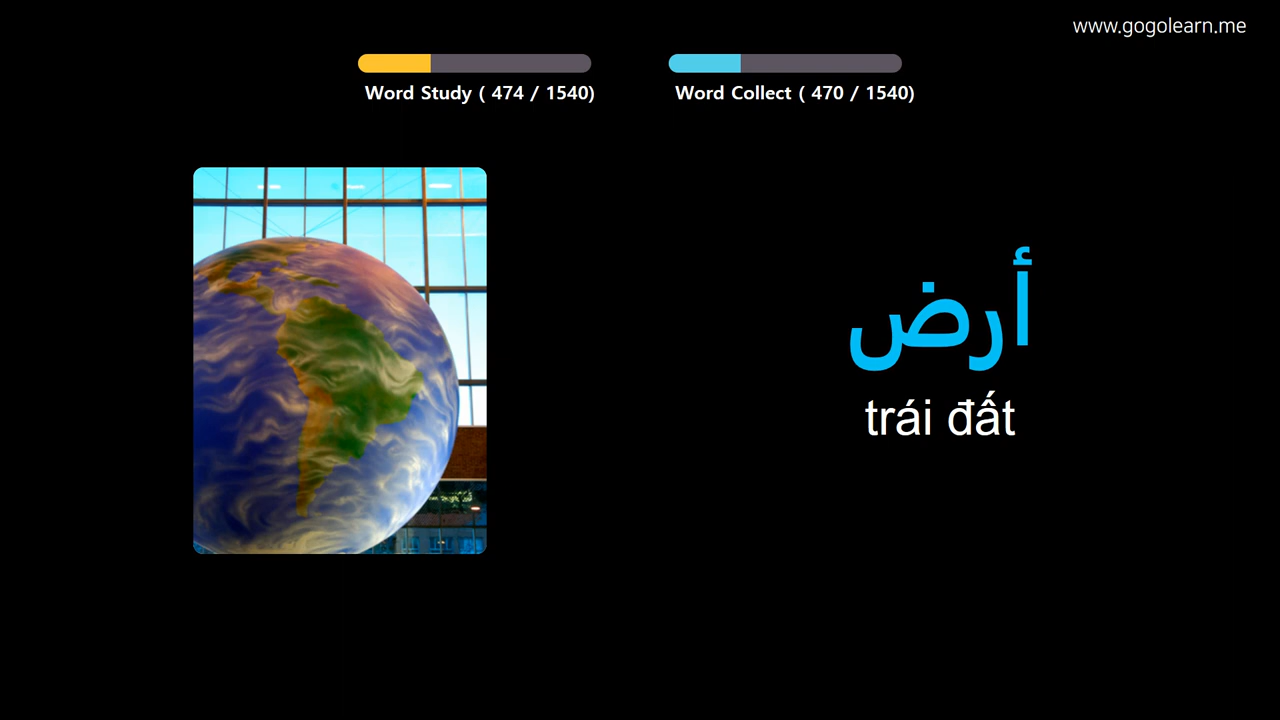 www.gogolearn.me
Word Study ( 474 / 1540)
Word Collect ( 470 / 1540)
أرض
trái đất